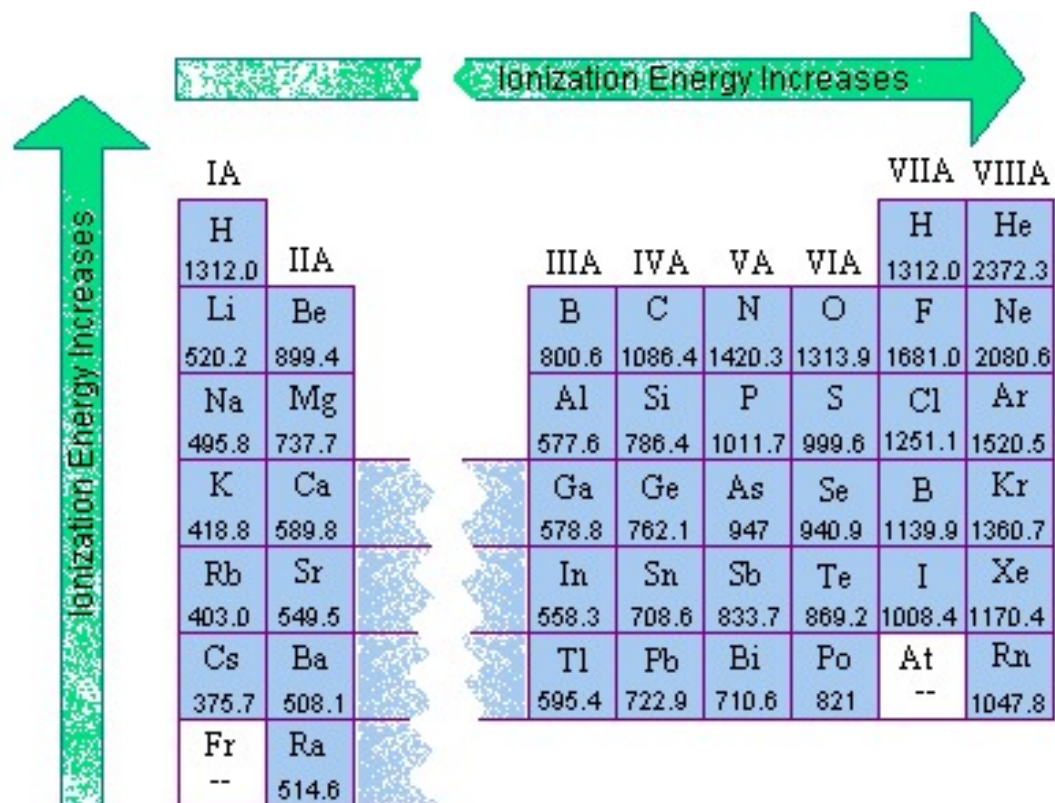 Ionization Energy Increases
Ionization Energy Increases
IA VIIA VIIIA
H H He
1312.0 1312.0 2372.3
IIA IIIA IVA VA VIA
Li Be B C N O F Ne
520.2 899.4 800.6 1086.4 1420.3 1313.9 1681.0 2080.6
Na Mg Al Si P S Cl Ar
495.8 737.7 577.6 786.4 1011.7 999.6 1251.1 1520.5
K Ca Ga Ge As Se B Kr
418.8 589.8 578.8 762.1 947 940.9 1139.9 1360.7
Rb Sr In Sn Sb Te I Xe
403.0 549.5 558.3 708.6 833.7 869.2 1008.4 1170.4
Cs Ba Tl Pb Bi Po At Rn
375.7 508.1 595.4 722.9 710.6 821 -- 1047.8
Fr Ra
-- 514.6